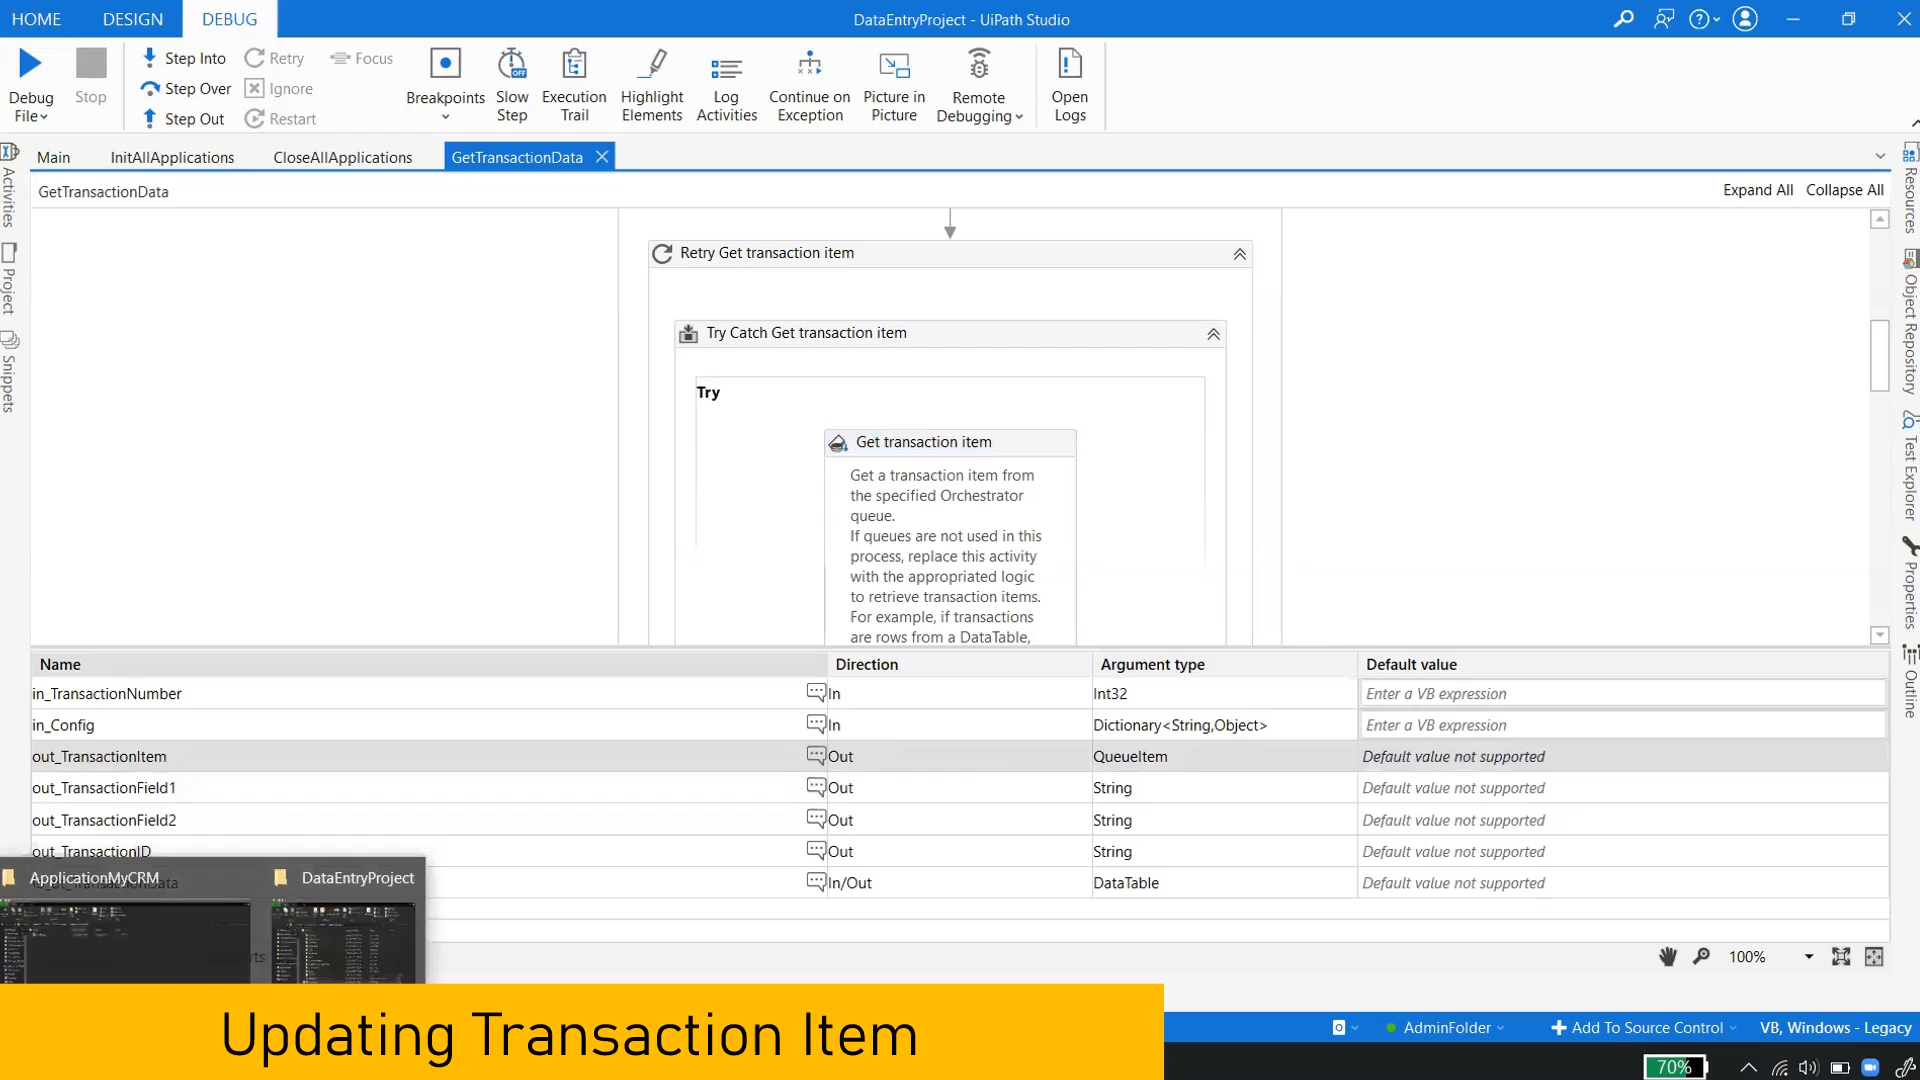 HOME
DESIGN
DEBUG
DataEntryProject - UiPath Studio
Debug
File
Stop
Step Into
Step Over
Step Out
Retry
Ignore
Restart
Focus
Breakpoints
OFF
Slow
Step
Execution
Trail
Highlight
Elements
Log
Activities
Continue on
Exception
Picture in
Picture
Remote
Debugging
Open
Logs
Main
InitAllApplications
CloseAllApplications
GetTransactionData
GetTransactionData
Expand All
Collapse All
Activities
Project
Snippets
Resources
Object Repository
Test Explorer
Properties
Outline
Retry Get transaction item
Try Catch Get transaction item
Try
Get transaction item
Get a transaction item from
the specified Orchestrator
queue.
If queues are not used in this
process, replace this activity
with the appropriated logic
to retrieve transaction items.
For example, if transactions
are rows from a DataTable,
Name Direction Argument type Default value
in_TransactionNumber In Int32 Enter a VB expression
in_Config In Dictionary<String,Object> Enter a VB expression
out_TransactionItem Out QueueItem Default value not supported
out_TransactionField1 Out String Default value not supported
out_TransactionField2 Out String Default value not supported
out_TransactionID Out String Default value not supported
In/Out DataTable Default value not supported
ApplicationMyCRM
DataEntryProject
100%
Updating Transaction Item
AdminFolder
Add To Source Control
VB, Windows - Legacy
70%